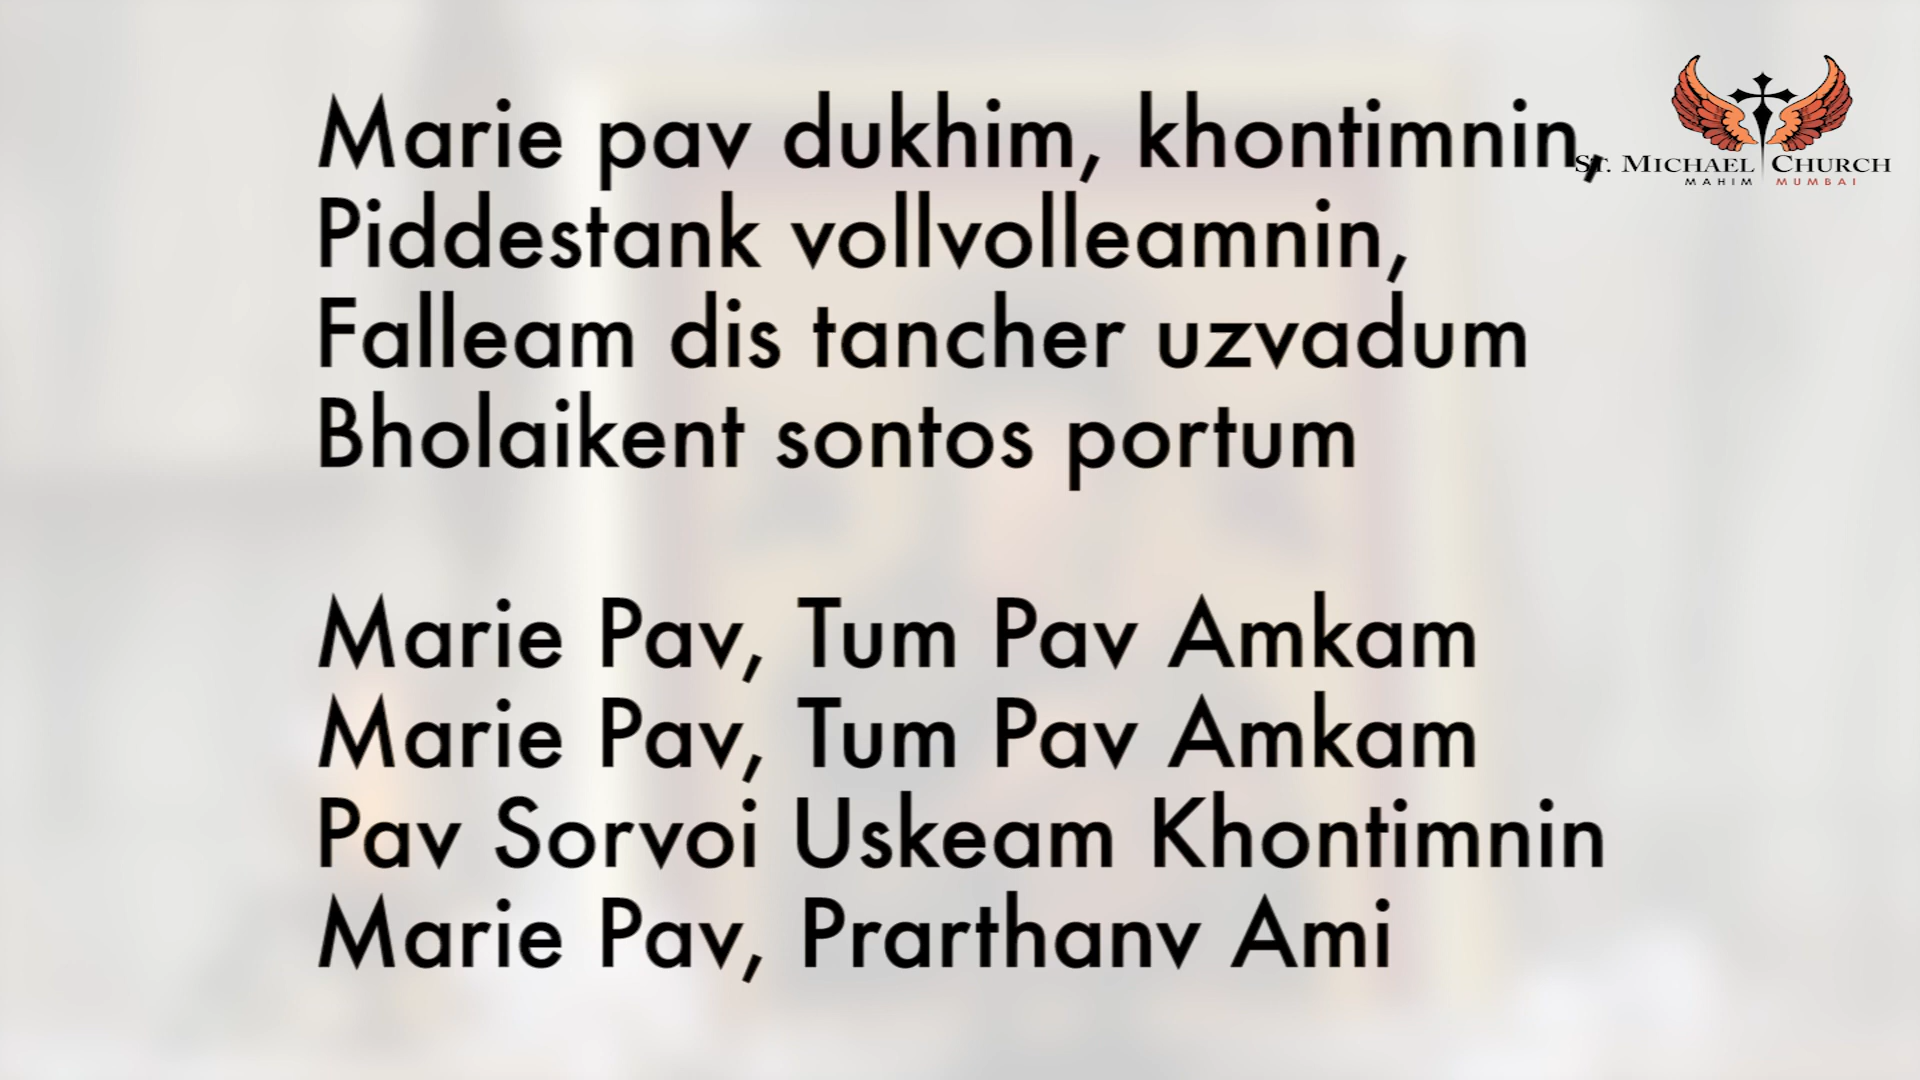 Marie pav dukhim, khontimnin,
Piddestank vollvolleamnin,
Falleam dis tancher uzvadum
Bholaikent sontos portum
Marie Pav, Tum Pav Amkam
Marie Pav, Tum Pav Amkam
Pav Sorvoi Uskeam Khontimnin
Marie Pav, Prarthanv Ami
ST. MICHAEL CHURCH
MAHIM MUMBAI